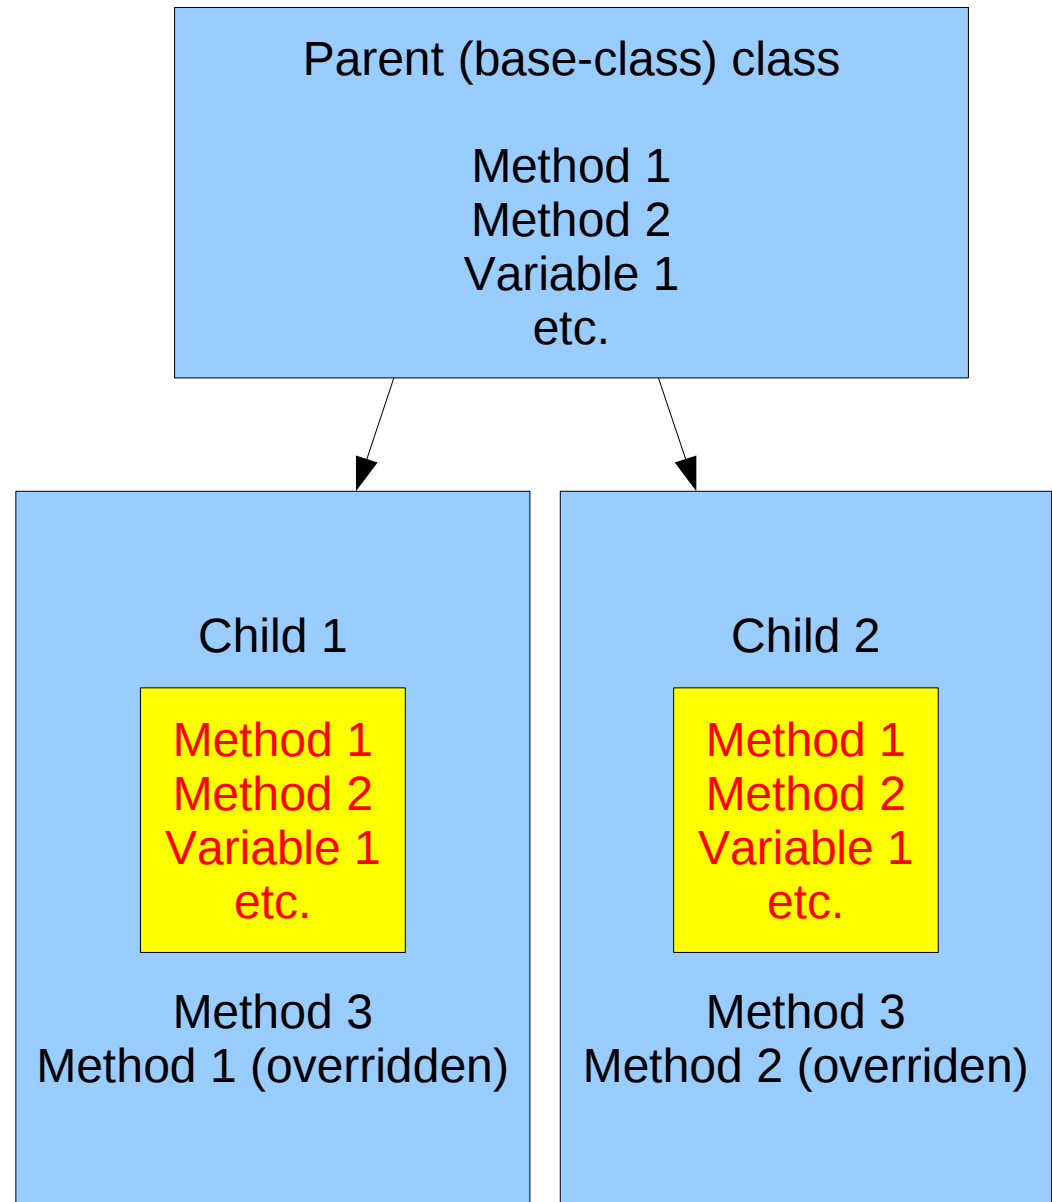 Parent (base-class) class
Method 1
Method 2
Variable 1
etc.
Child 1
Method 1
Method 2
Variable 1
etc.
Method 3
Method 1 (overridden)
Child 2
Method 1
Method 2
Variable 1
etc.
Method 3
Method 2 (overriden)